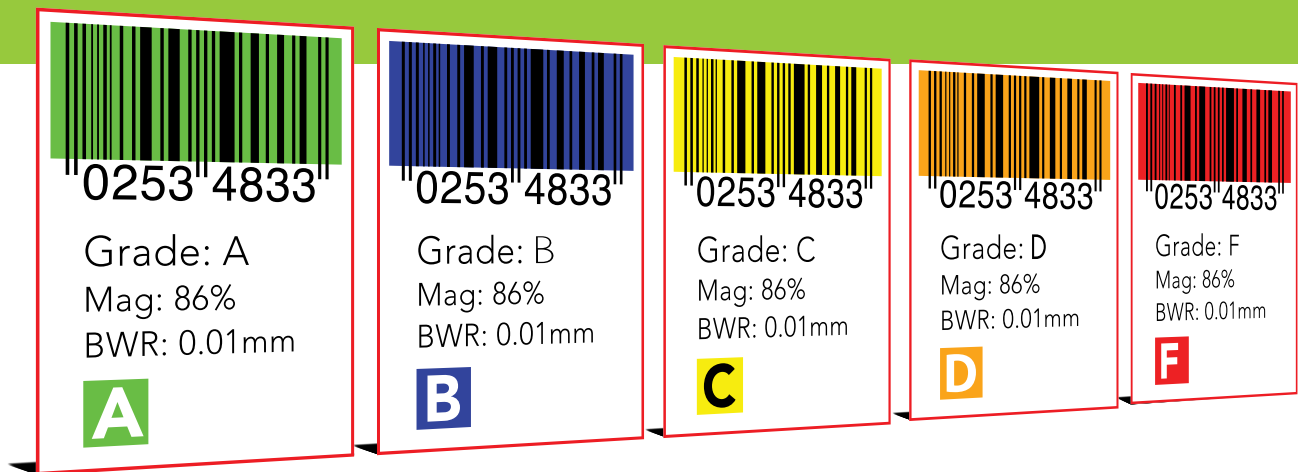 0253 4833
Grade: A
Mag: 86%
BWR: 0.01mm
A
0253 4833
Grade: B
Mag: 86%
BWR: 0.01mm
B
0253 4833
Grade: C
Mag: 86%
BWR: 0.01mm
C
0253 4833
Grade: D
Mag: 86%
BWR: 0.01mm
D
0253 4833
Grade: F
Mag: 86%
BWR: 0.01mm
F